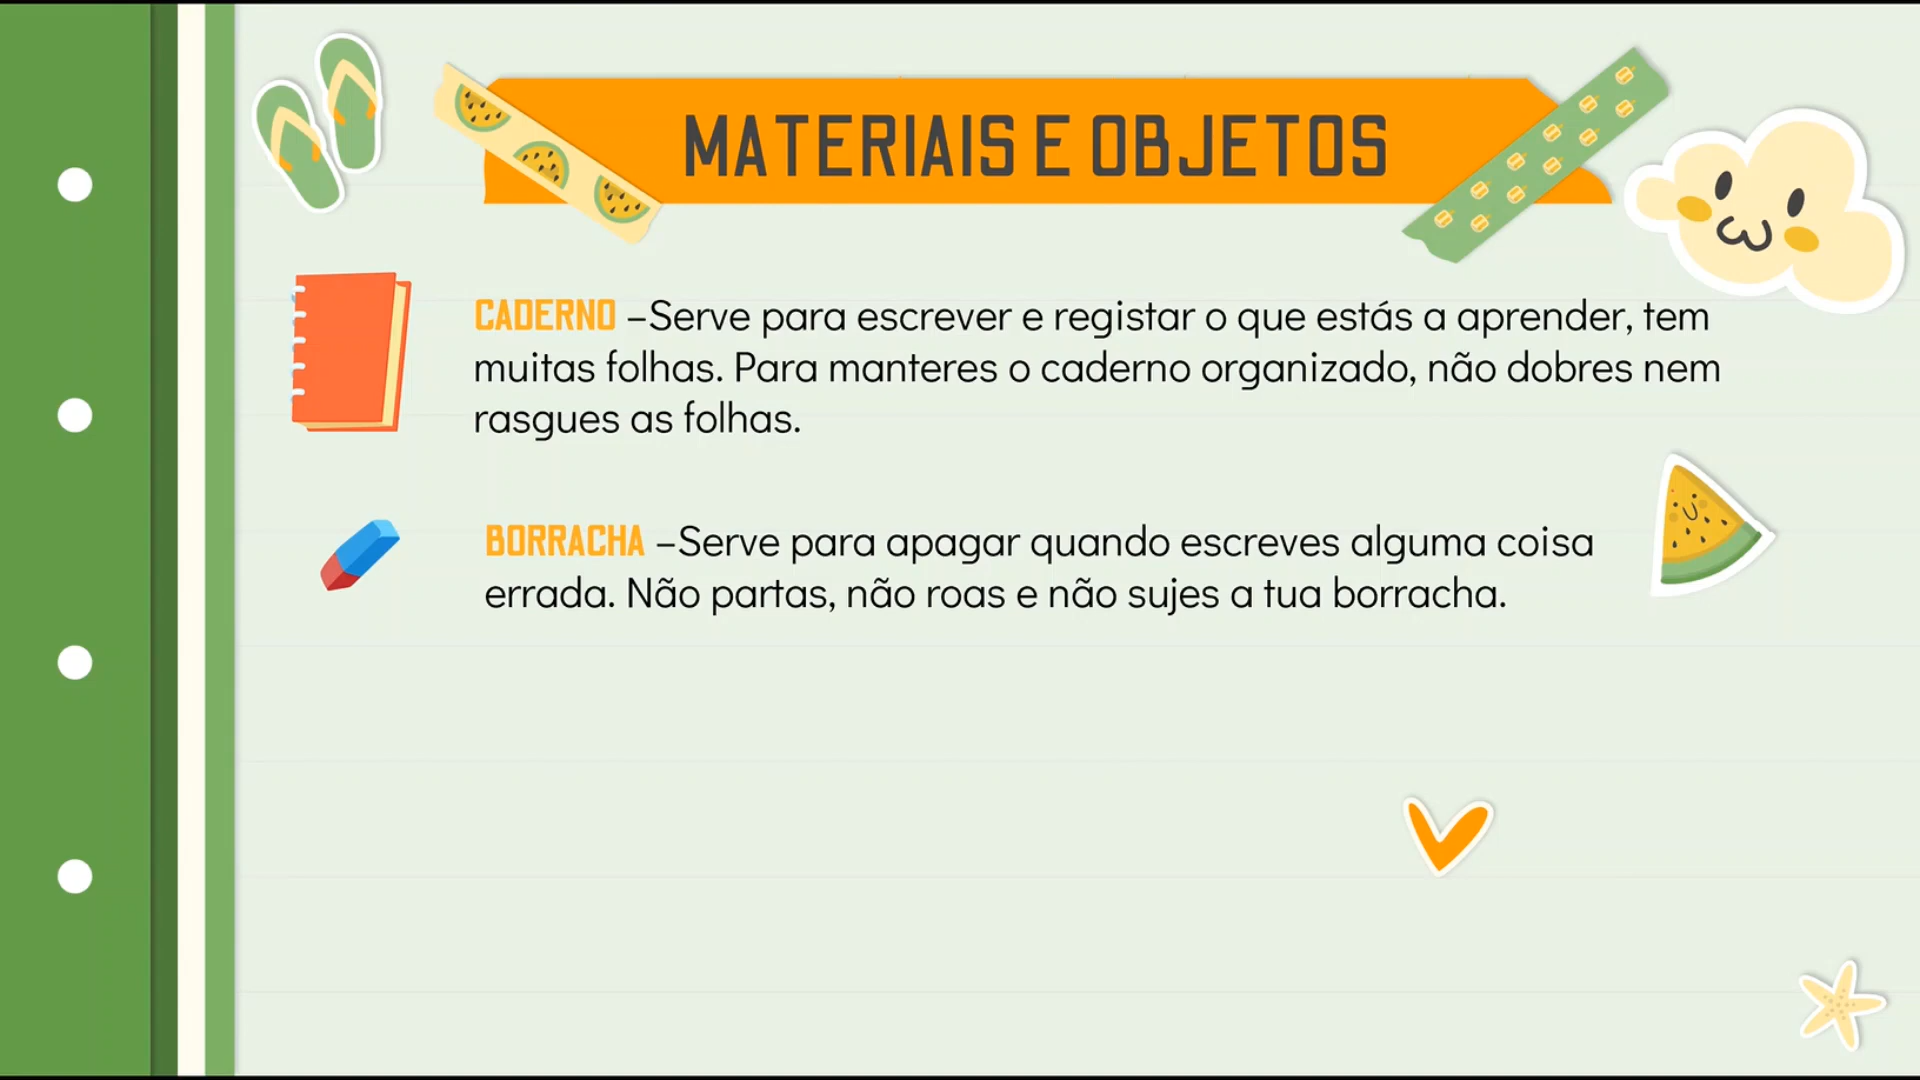 MATERIAIS E OBJETOS
CADERNO –Serve para escrever e registar o que estás a aprender, tem
muitas folhas. Para manteres o caderno organizado, não dobres nem
rasgues as folhas.
BORRACHA –Serve para apagar quando escreves alguma coisa
errada. Não partas, não roas e não sujes a tua borracha.